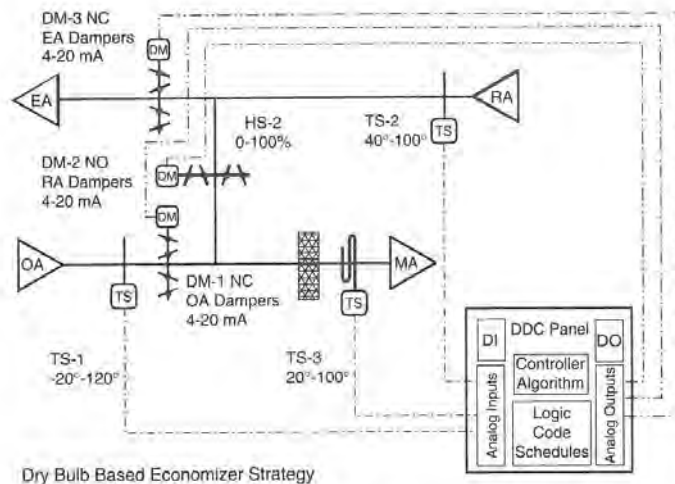 DM-3 NC
EA Dampers
4-20 mA
DM
EA
RA
TS-2
40°-100°
TS
HS-2
0-100%
DM-2 NO
RA Dampers
4-20 mA
DM
DM
OA
MA
TS
TS
DM-1 NC
OA Dampers
4-20 mA
TS-1
-20°-120°
TS-3
20°-100°
DDC Panel
DI
DO
Controller
Algorithm
Analog Inputs
Analog Outputs
Logic
Code
Schedules
Dry Bulb Based Economizer Strategy